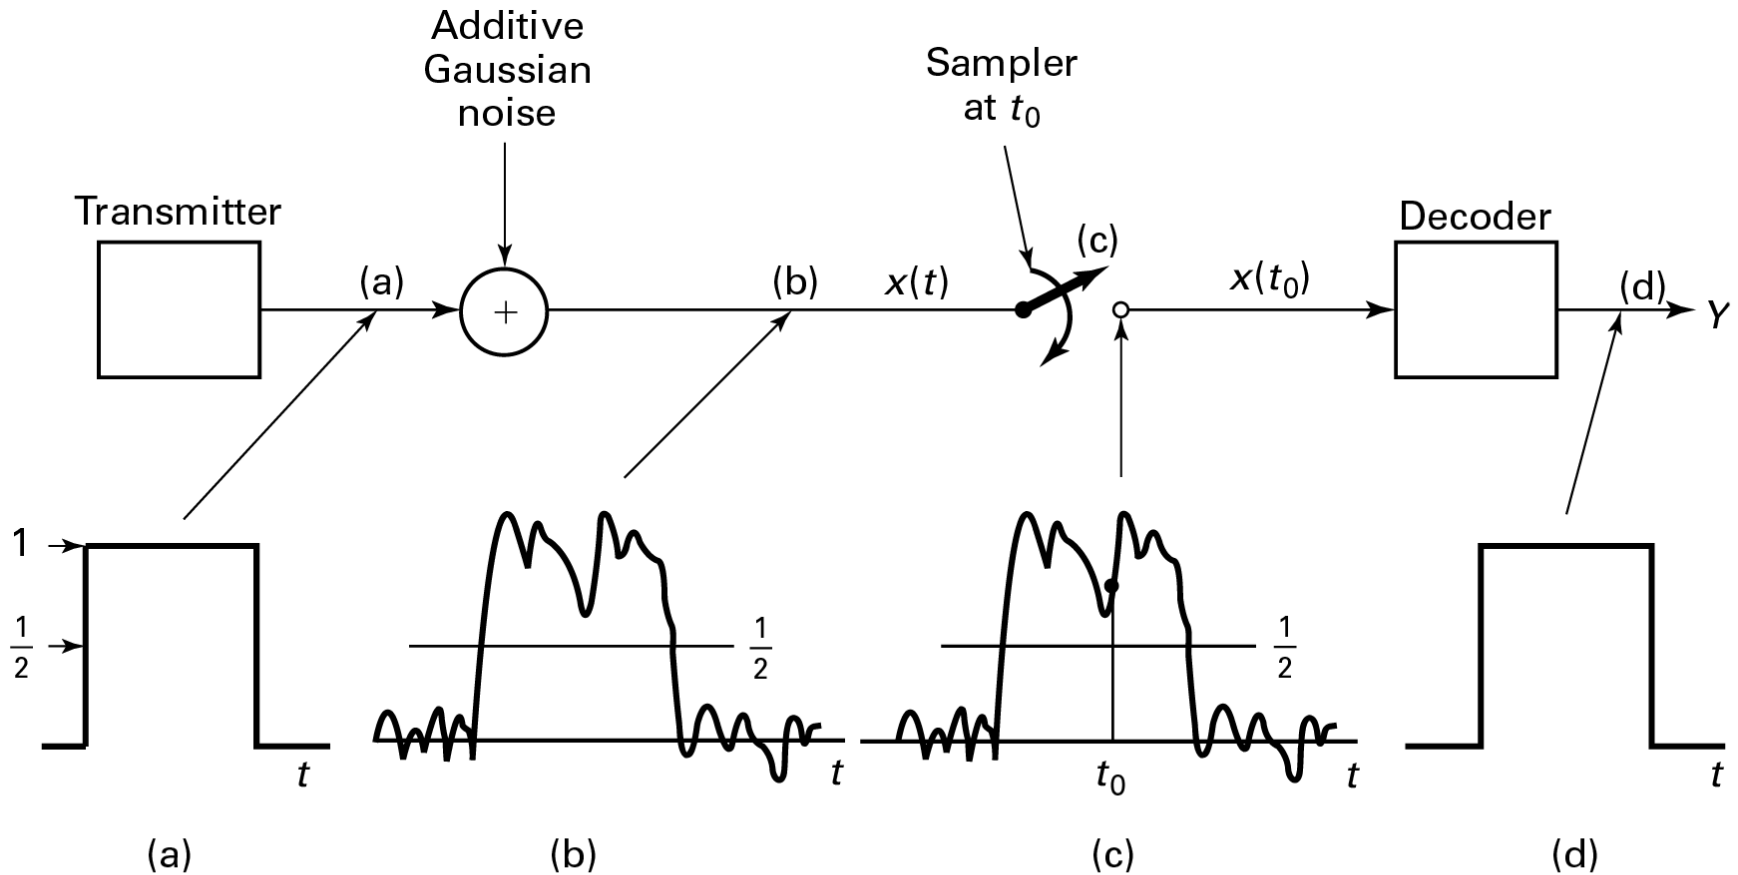 Additive
Gaussian
noise
Sampler
at t₀
Transmitter
Decoder
(a)
+
(b)
x(t)
(c)
x(t₀)
(d)
Y
1
1/2
t
1/2
t
t₀
1/2
t
t
(a)
(b)
(c)
(d)